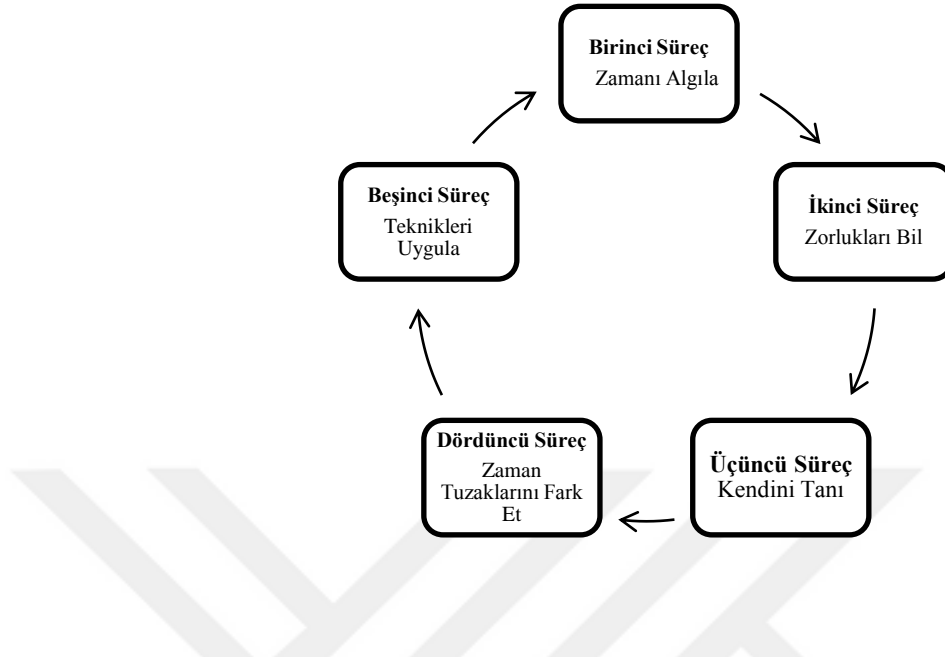 Birinci Süreç
Zamanı Algıla
İkinci Süreç
Zorlukları Bil
Üçüncü Süreç
Kendini Tanı
Dördüncü Süreç
Zaman
Tuzaklarını Fark
Et
Beşinci Süreç
Teknikleri
Uygula